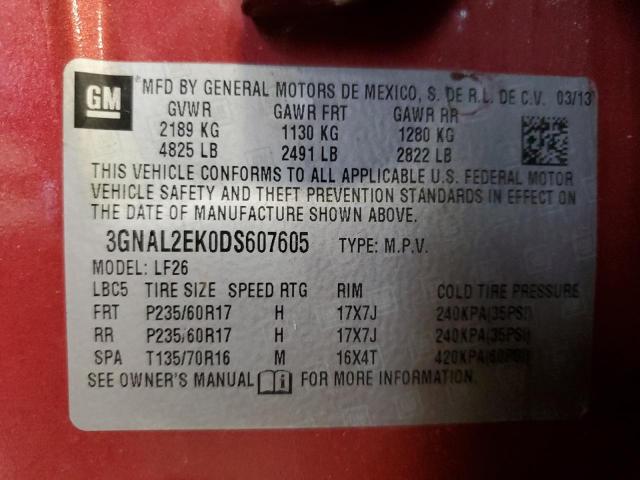 GM
MFD BY GENERAL MOTORS DE MEXICO, S. DE R.L. DE C.V. 03/13
GVWR GAWR FRT GAWR RR
2189 KG 1130 KG 1280 KG
4825 LB 2491 LB 2822 LB
THIS VEHICLE CONFORMS TO ALL APPLICABLE U.S. FEDERAL MOTOR
VEHICLE SAFETY AND THEFT PREVENTION STANDARDS IN EFFECT ON
THE DATE OF MANUFACTURE SHOWN ABOVE.
3GNAL2EK0DS607605 TYPE: M.P.V.
MODEL: LF26
LBC5 TIRE SIZE SPEED RTG RIM COLD TIRE PRESSURE
FRT P235/60R17 H 17X7J 240KPA(35PSI)
RR P235/60R17 H 17X7J 240KPA(35PSI)
SPA T135/70R16 M 16X4T 420KPA(60PSI)
SEE OWNER'S MANUAL FOR MORE INFORMATION.